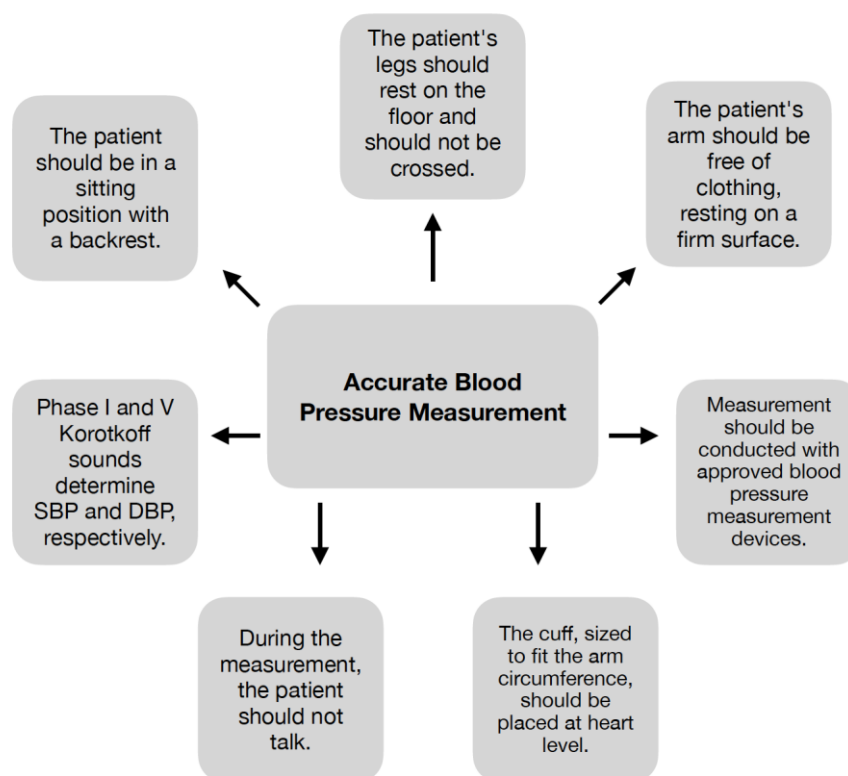 The patient's
legs should
rest on the
floor and
should not be
crossed.
The patient
should be in a
sitting
position with
a backrest.
The patient's
arm should be
free of
clothing,
resting on a
firm surface.
Accurate Blood
Pressure Measurement
Phase I and V
Korotkoff
sounds
determine
SBP and DBP,
respectively.
Measurement
should be
conducted with
approved blood
pressure
measurement
devices.
During the
measurement,
the patient
should not
talk.
The cuff, sized
to fit the arm
circumference,
should be
placed at heart
level.